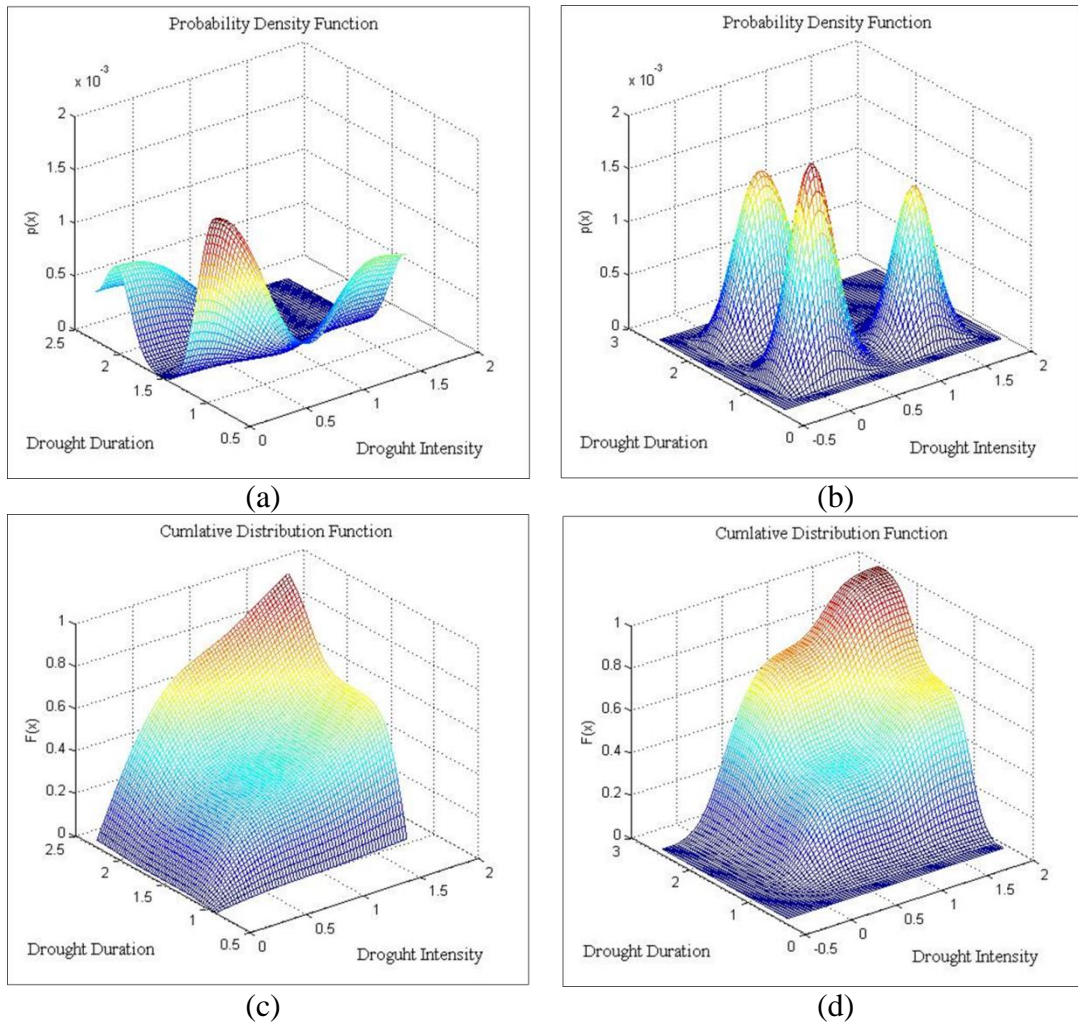 Probability Density Function
x 10^-3
2
1.5
1
0.5
0
p(x)
2.5
2
1.5
1
0.5
0
0.5
1
1.5
2
Drought Duration
Droguht Intensity
(a)
Probability Density Function
x 10^-3
2
1.5
1
0.5
0
p(x)
3
2
1
0
-0.5
0
0.5
1
1.5
2
Drought Duration
Drought Intensity
(b)
Cumlative Distribution Function
1
0.8
0.6
0.4
0.2
0
F(x)
2.5
2
1.5
1
0.5
0
0.5
1
1.5
2
Drought Duration
Droguht Intensity
(c)
Cumlative Distribution Function
1
0.8
0.6
0.4
0.2
0
F(x)
3
2
1
0
-0.5
0
0.5
1
1.5
2
Drought Duration
Drought Intensity
(d)